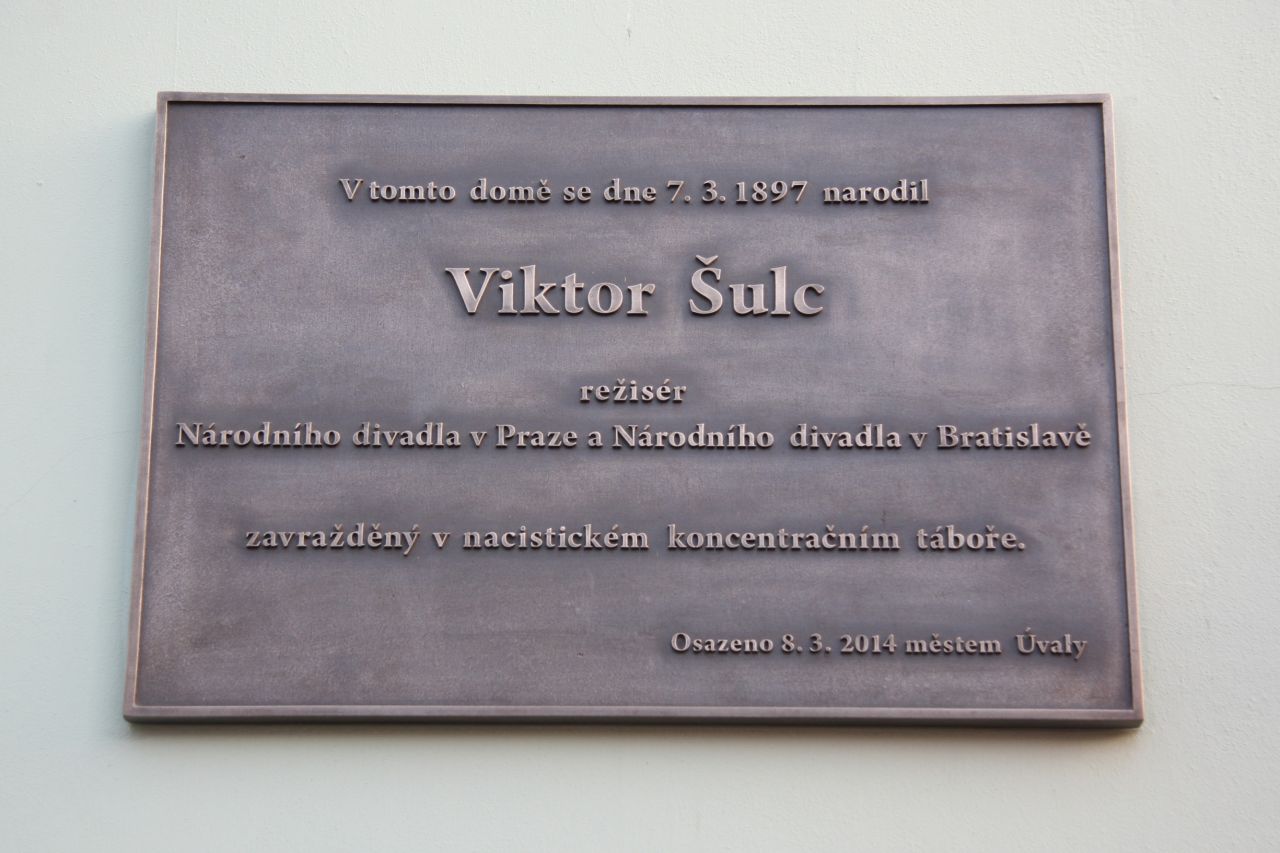 V tomto domě se dne 7. 3. 1897 narodil
Viktor Šulc
režisér
Národního divadla v Praze a Národního divadla v Bratislavě
zavražděný v nacistickém koncentračním táboře.
Osazeno 8. 3. 2014 městem Úvaly